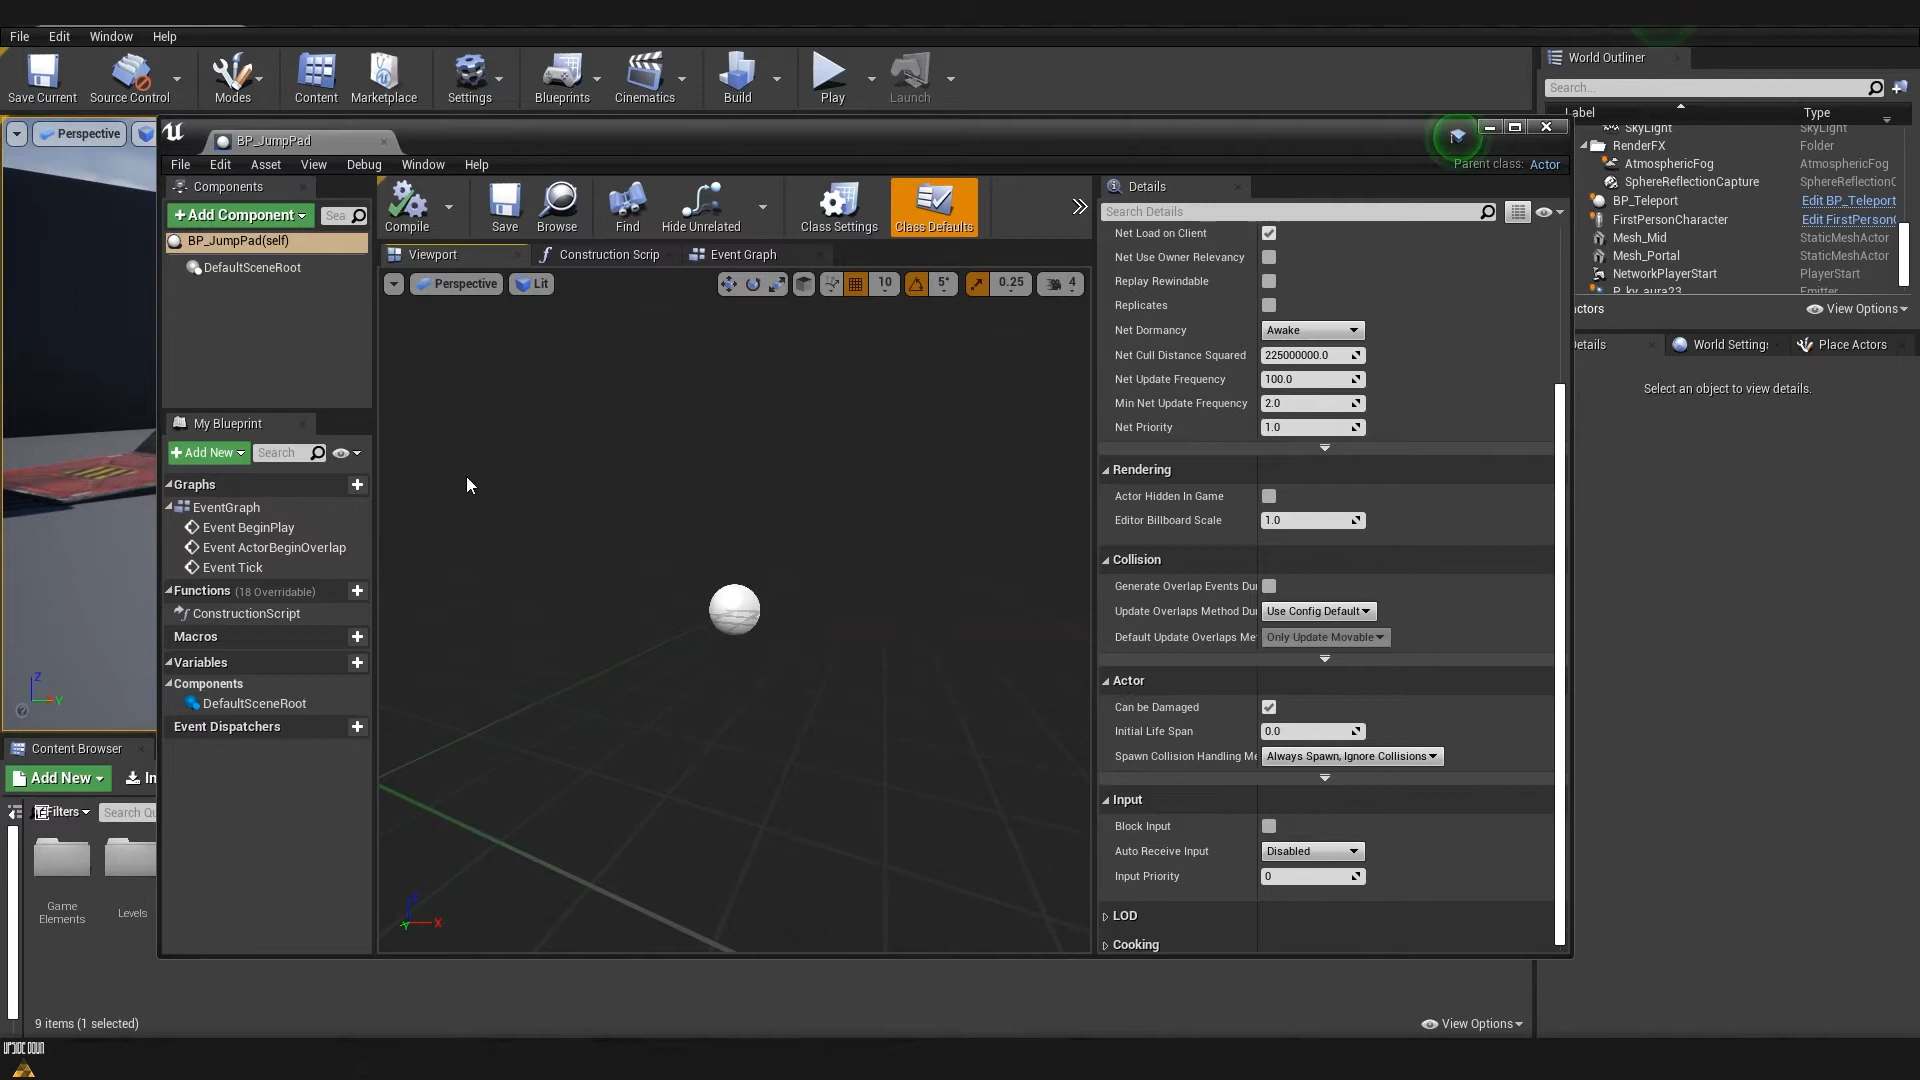 File Edit Window Help
Save Current Source Control Modes Content Marketplace Settings Blueprints Cinematics Build Play Launch
World Outliner
Search...
Label Type
SkyLight SkyLight
RenderFX Folder
AtmosphericFog AtmosphericFog
SphereReflectionCapture SphereReflectionC
BP_Teleport Edit BP_Teleport
FirstPersonCharacter Edit FirstPerson
Mesh_Mid StaticMeshActor
Mesh_Portal StaticMeshActor
NetworkPlayerStart PlayerStart
P_ky_aura23 Emitter
actors View Options
Details World Settings Place Actors
Select an object to view details.
Perspective
BP_JumpPad
File Edit Asset View Debug Window Help
Parent class: Actor
Components
+Add Component Sea
BP_JumpPad(self)
DefaultSceneRoot
My Blueprint
+Add New Search
Graphs
EventGraph
Event BeginPlay
Event ActorBeginOverlap
Event Tick
Functions (18 Overridable)
ConstructionScript
Macros
Variables
Components
DefaultSceneRoot
Event Dispatchers
Compile Save Browse Find Hide Unrelated Class Settings Class Defaults
Viewport Construction Scrip Event Graph
Perspective Lit 10 5° 0.25 4
Z
Y
X
Details
Search Details
Net Load on Client
Net Use Owner Relevancy
Replay Rewindable
Replicates
Net Dormancy Awake
Net Cull Distance Squared 225000000.0
Net Update Frequency 100.0
Min Net Update Frequency 2.0
Net Priority 1.0
Rendering
Actor Hidden In Game
Editor Billboard Scale 1.0
Collision
Generate Overlap Events Du
Update Overlaps Method Du Use Config Default
Default Update Overlaps Me Only Update Movable
Actor
Can be Damaged
Initial Life Span 0.0
Spawn Collision Handling Me Always Spawn, Ignore Collisions
Input
Block Input
Auto Receive Input Disabled
Input Priority 0
LOD
Cooking
Z
Y
Content Browser
Add New Im
Filters Search Qu
Game Elements
Levels
9 items (1 selected)
View Options
UPSIDE DOWN